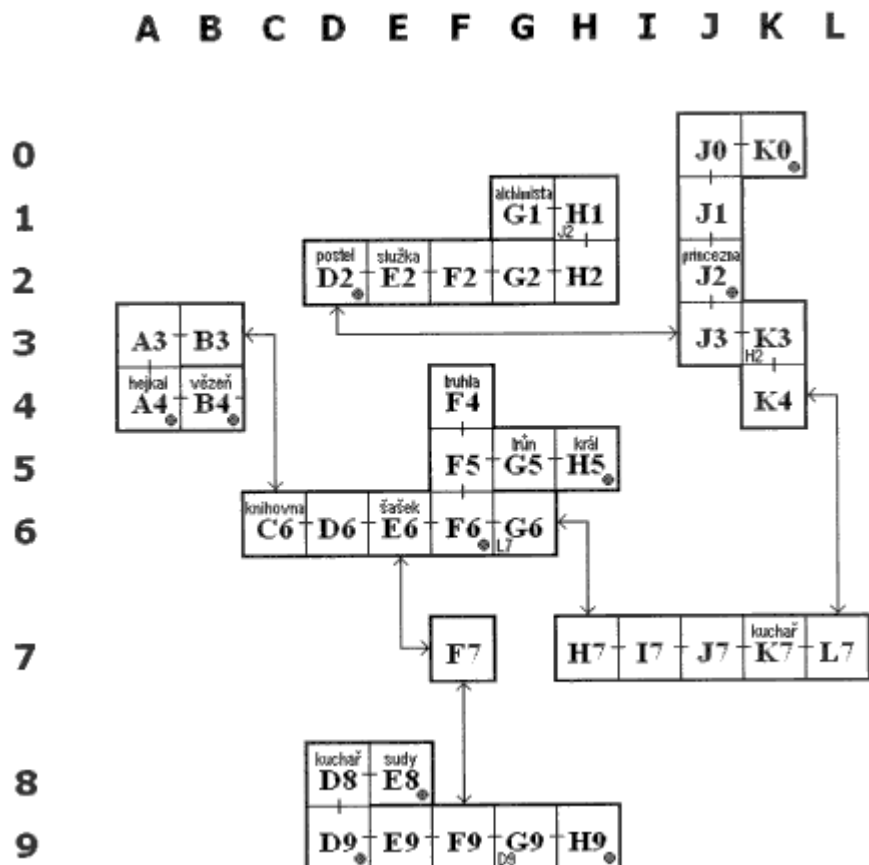 A B C D E F G H I J K L
0
J0 K0
alchimista
1
G1 H1 J1
J2
postel služka princezna
2
D2 E2 F2 G2 H2 J2
3
A3 B3 J3 K3
H2
hejkal vězeň truhla
4
A4 B4 F4 K4
trůn král
5
F5 G5 H5
knihovna šašek
6
C6 D6 E6 F6 G6
L7
kuchař
7
F7 H7 I7 J7 K7 L7
kuchař sudy
8
D8 E8
9
D9 E9 F9 G9 H9
D9